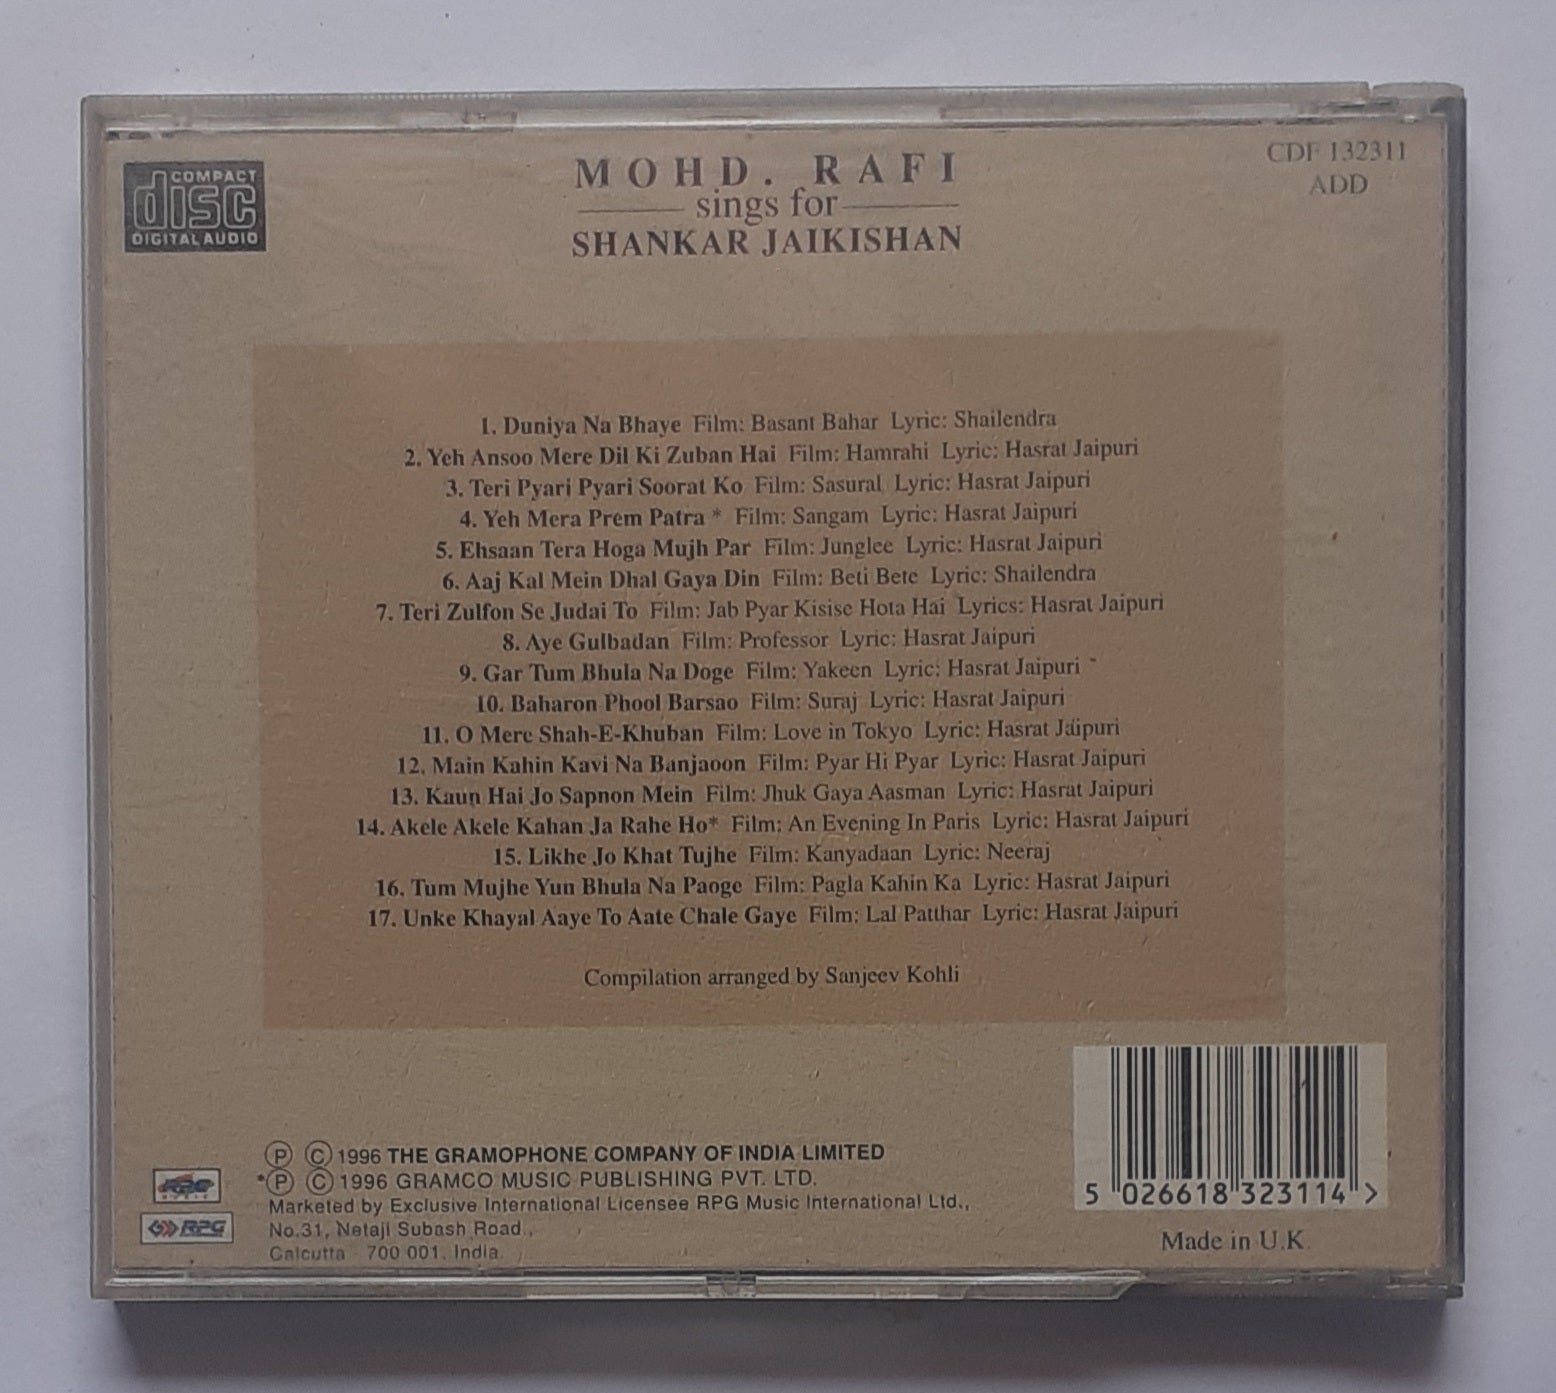 COMPACT
disc
DIGITAL AUDIO
MOHD. RAFI
sings for
SHANKAR JAIKISHAN
CDF 132311
ADD
1. Duniya Na Bhaye Film: Basant Bahar Lyric: Shailendra
2. Yeh Ansoo Mere Dil Ki Zuban Hai Film: Hamrahi Lyric: Hasrat Jaipuri
3. Teri Pyari Pyari Soorat Ko Film: Sasural Lyric: Hasrat Jaipuri
4. Yeh Mera Prem Patra * Film: Sangam Lyric: Hasrat Jaipuri
5. Ehsaan Tera Hoga Mujh Par Film: Junglee Lyric: Hasrat Jaipuri
6. Aaj Kal Mein Dhal Gaya Din Film: Beti Bete Lyric: Shailendra
7. Teri Zulfon Se Judai To Film: Jab Pyar Kisise Hota Hai Lyrics: Hasrat Jaipuri
8. Aye Gulbadan Film: Professor Lyric: Hasrat Jaipuri
9. Gar Tum Bhula Na Doge Film: Yakeen Lyric: Hasrat Jaipuri
10. Baharon Phool Barsao Film: Suraj Lyric: Hasrat Jaipuri
11. O Mere Shah-E-Khuban Film: Love in Tokyo Lyric: Hasrat Jaipuri
12. Main Kahin Kavi Na Banjaoon Film: Pyar Hi Pyar Lyric: Hasrat Jaipuri
13. Kaun Hai Jo Sapnon Mein Film: Jhuk Gaya Aasman Lyric: Hasrat Jaipuri
14. Akele Akele Kahan Ja Rahe Ho* Film: An Evening In Paris Lyric: Hasrat Jaipuri
15. Likhe Jo Khat Tujhe Film: Kanyadaan Lyric: Neeraj
16. Tum Mujhe Yun Bhula Na Paoge Film: Pagla Kahin Ka Lyric: Hasrat Jaipuri
17. Unke Khayal Aaye To Aate Chale Gaye Film: Lal Patthar Lyric: Hasrat Jaipuri
Compilation arranged by Sanjeev Kohli
Ⓟ Ⓒ 1996 THE GRAMOPHONE COMPANY OF INDIA LIMITED
*Ⓟ Ⓒ 1996 GRAMCO MUSIC PUBLISHING PVT. LTD.
Marketed by Exclusive International Licensee RPG Music International Ltd.,
No.31, Netaji Subash Road.,
Calcutta 700 001. India.
RPG
MUSIC
RPG
5 026618 323114 >
Made in U.K.